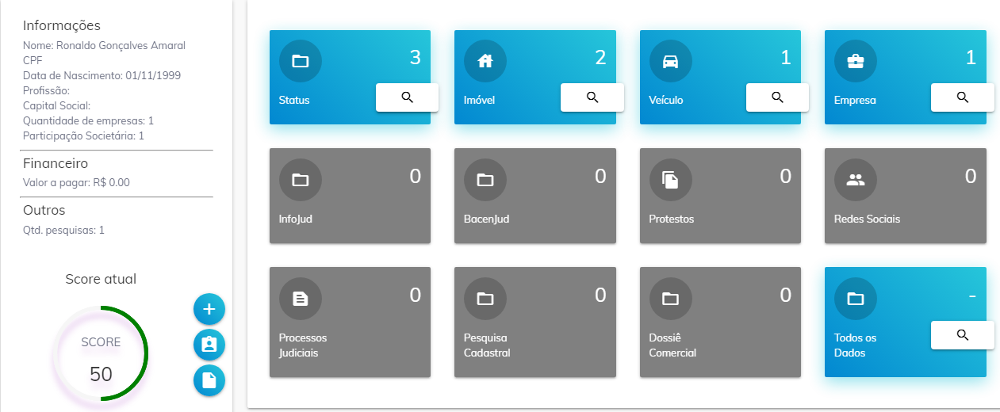 Informações
Nome: Ronaldo Gonçalves Amaral
CPF
Data de Nascimento: 01/11/1999
Profissão:
Capital Social:
Quantidade de empresas: 1
Participação Societária: 1
Financeiro
Valor a pagar: R$ 0.00
Outros
Qtd. pesquisas: 1
Score atual
SCORE
50
3
Status
2
Imóvel
1
Veículo
1
Empresa
0
InfoJud
0
BacenJud
0
Protestos
0
Redes Sociais
0
Processos
Judiciais
0
Pesquisa
Cadastral
0
Dossiê
Comercial
-
Todos os
Dados